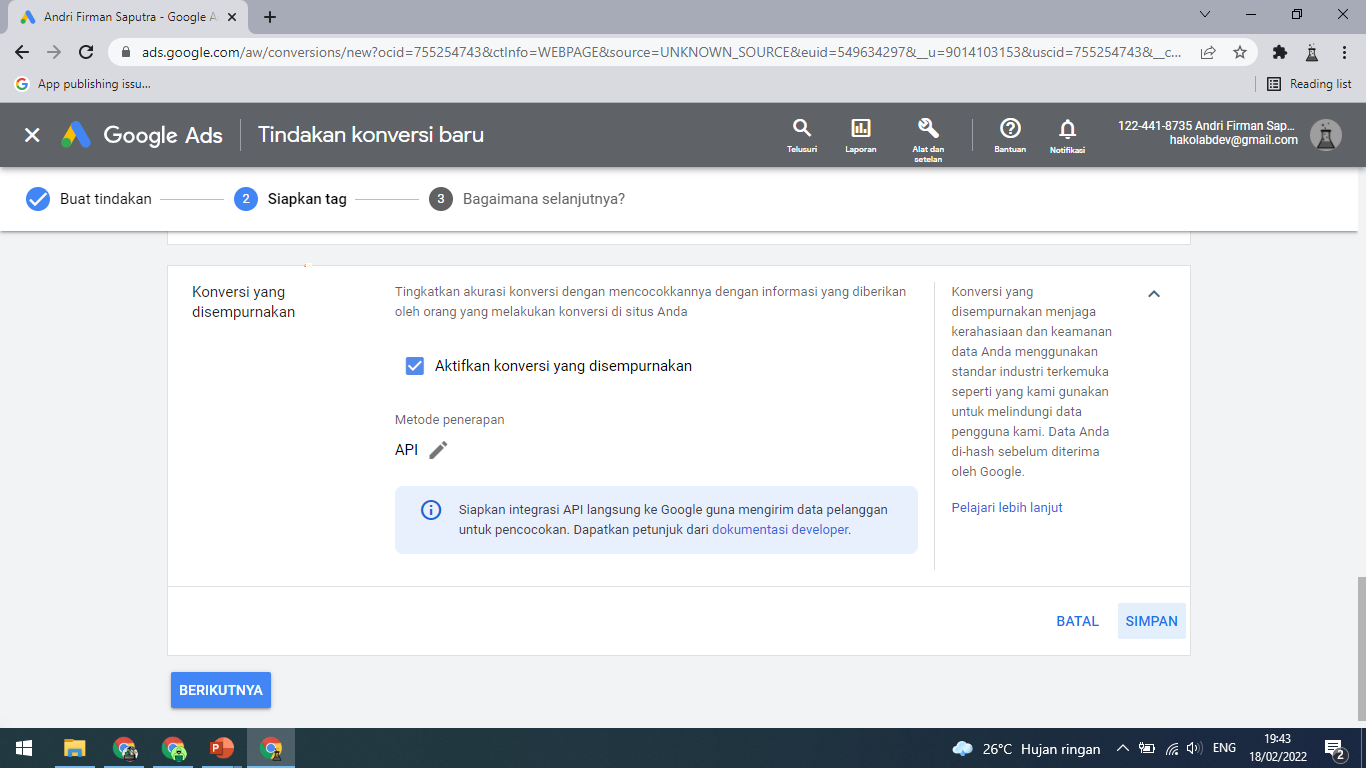 Andri Firman Saputra - Google A
ads.google.com/aw/conversions/new?ocid=755254743&ctInfo=WEBPAGE&source=UNKNOWN_SOURCE&euid=549634297&__u=9014103153&uscid=755254743&__c...
App publishing issu...
Reading list
Google Ads
Tindakan konversi baru
Telusuri
Laporan
Alat dan
setelan
Bantuan
Notifikasi
122-441-8735 Andri Firman Sap...
hakolabdev@gmail.com
Buat tindakan
2
Siapkan tag
3
Bagaimana selanjutnya?
Konversi yang
disempurnakan
Tingkatkan akurasi konversi dengan mencocokkannya dengan informasi yang diberikan
oleh orang yang melakukan konversi di situs Anda
Aktifkan konversi yang disempurnakan
Metode penerapan
API
Siapkan integrasi API langsung ke Google guna mengirim data pelanggan
untuk pencocokan. Dapatkan petunjuk dari dokumentasi developer.
Konversi yang
disempurnakan menjaga
kerahasiaan dan keamanan
data Anda menggunakan
standar industri terkemuka
seperti yang kami gunakan
untuk melindungi data
pengguna kami. Data Anda
di-hash sebelum diterima
oleh Google.
Pelajari lebih lanjut
BATAL
SIMPAN
BERIKUTNYA
26°C Hujan ringan
ENG
19:43
18/02/2022
2